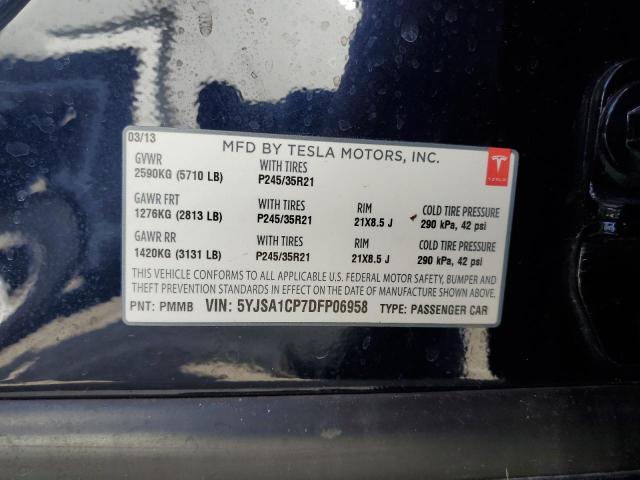 03/13
MFD BY TESLA MOTORS, INC.
TESLA
GVWR WITH TIRES
2590KG (5710 LB) P245/35R21
GAWR FRT WITH TIRES RIM COLD TIRE PRESSURE
1276KG (2813 LB) P245/35R21 21X8.5 J 290 kPa, 42 psi
GAWR RR WITH TIRES RIM COLD TIRE PRESSURE
1420KG (3131 LB) P245/35R21 21X8.5 J 290 kPa, 42 psi
THIS VEHICLE CONFORMS TO ALL APPLICABLE U.S. FEDERAL MOTOR SAFETY, BUMPER AND
THEFT PREVENTION STANDARDS IN EFFECT ON THE DATE OF MANUFACTURE SHOWN ABOVE.
PNT: PMMB VIN: 5YJSA1CP7DFP06958 TYPE: PASSENGER CAR